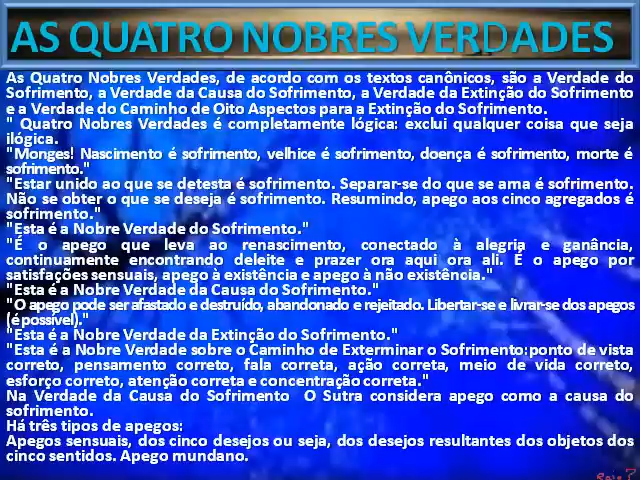 AS QUATRO NOBRES VERDADES
As Quatro Nobres Verdades, de acordo com os textos canônicos, são a Verdade do
Sofrimento, a Verdade da Causa do Sofrimento, a Verdade da Extinção do Sofrimento
e a Verdade do Caminho de Oito Aspectos para a Extinção do Sofrimento.
" Quatro Nobres Verdades é completamente lógica: exclui qualquer coisa que seja
ilógica.
"Monges! Nascimento é sofrimento, velhice é sofrimento, doença é sofrimento, morte é
sofrimento."
"Estar unido ao que se detesta é sofrimento. Separar-se do que se ama é sofrimento.
Não se obter o que se deseja é sofrimento. Resumindo, apego aos cinco agregados é
sofrimento."
"Esta é a Nobre Verdade do Sofrimento."
"É o apego que leva ao renascimento, conectado à alegria e ganância,
continuamente encontrando deleite e prazer ora aqui ora ali. É o apego por
satisfações sensuais, apego à existência e apego à não existência."
"Esta é a Nobre Verdade da Causa do Sofrimento."
"O apego pode ser afastado e destruído, abandonado e rejeitado. Libertar-se e livrar-se dos apegos
(é possível)."
"Esta é a Nobre Verdade da Extinção do Sofrimento."
"Esta é a Nobre Verdade sobre o Caminho de Exterminar o Sofrimento:ponto de vista
correto, pensamento correto, fala correta, ação correta, meio de vida correto,
esforço correto, atenção correta e concentração correta."
Na Verdade da Causa do Sofrimento O Sutra considera apego como a causa do
sofrimento.
Há três tipos de apegos:
Apegos sensuais, dos cinco desejos ou seja, dos desejos resultantes dos objetos dos
cinco sentidos. Apego mundano.